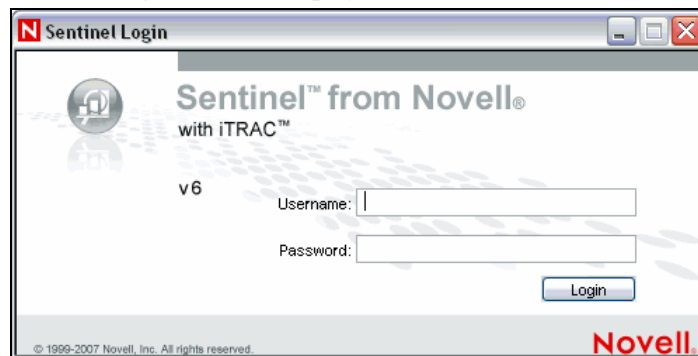 N Sentinel Login
Sentinel™ from Novell®
with iTRAC™
v6
Username:
Password:
Login
© 1999-2007 Novell, Inc. All rights reserved.
Novell®